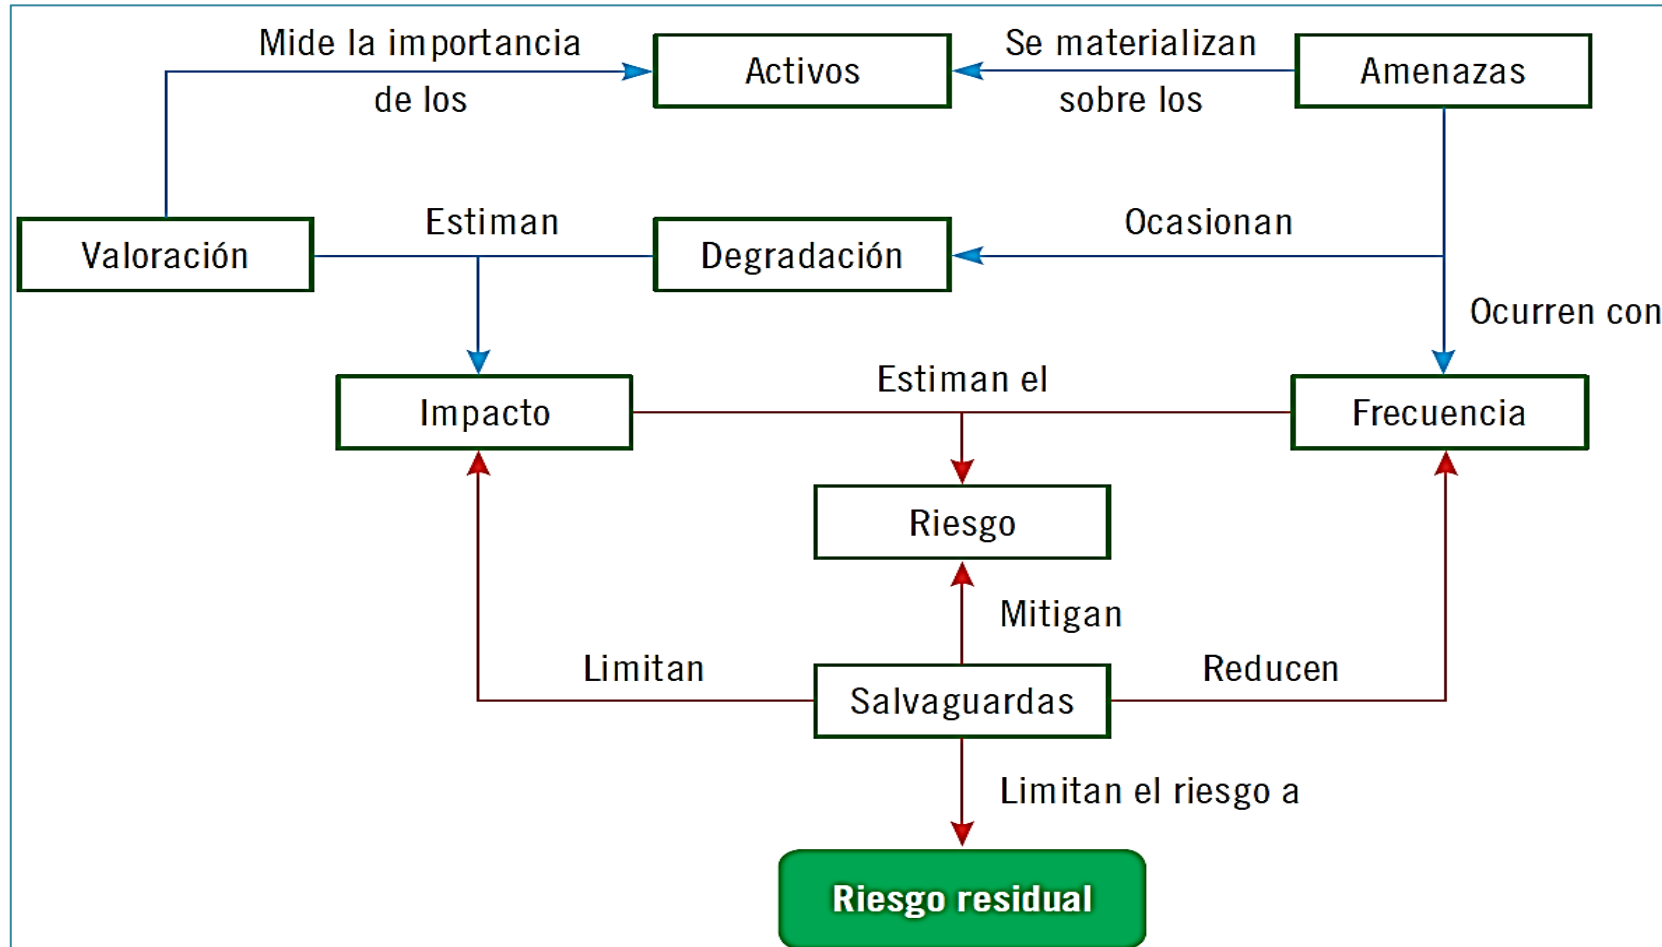 Mide la importancia
de los
Activos
Se materializan
sobre los
Amenazas
Valoración
Estiman
Degradación
Ocasionan
Ocurren con
Impacto
Estiman el
Frecuencia
Riesgo
Mitigan
Limitan
Salvaguardas
Reducen
Limitan el riesgo a
Riesgo residual